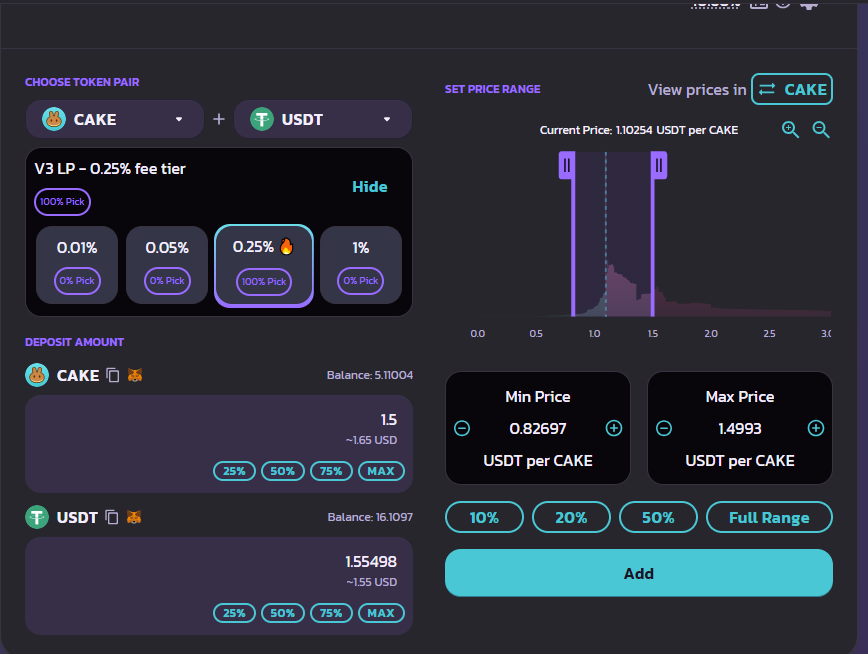 CHOOSE TOKEN PAIR
CAKE + USDT
V3 LP - 0.25% fee tier
100% Pick
Hide
0.01% 0.05% 0.25% 1%
0% Pick 0% Pick 100% Pick 0% Pick
DEPOSIT AMOUNT
CAKE Balance: 5.11004
1.5
~1.65 USD
25% 50% 75% MAX
USDT Balance: 16.1097
1.55498
~1.55 USD
25% 50% 75% MAX
SET PRICE RANGE View prices in CAKE
Current Price: 1.10254 USDT per CAKE
0.0 0.5 1.0 1.5 2.0 2.5 3.0
Min Price
0.82697
USDT per CAKE
Max Price
1.4993
USDT per CAKE
10% 20% 50% Full Range
Add